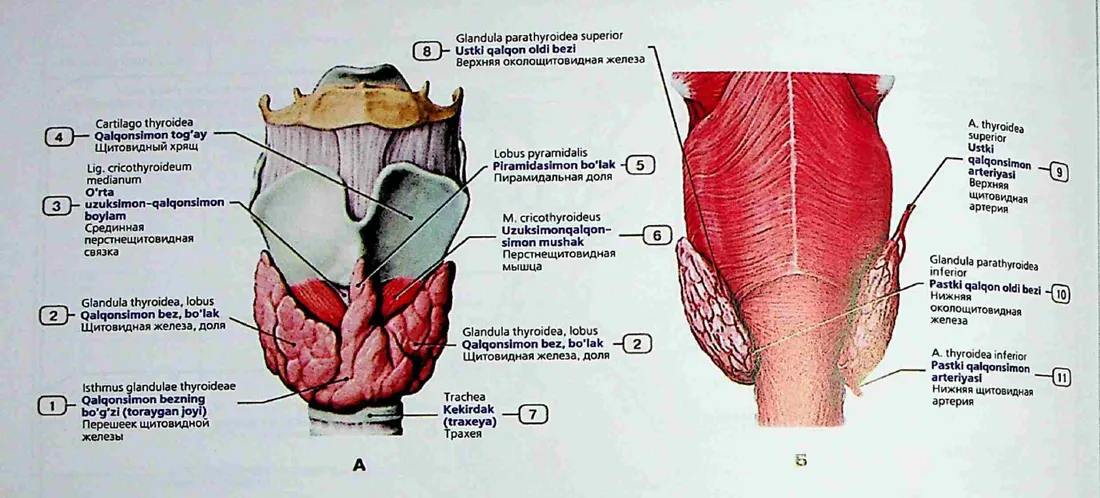 8
Glandula parathyroidea superior
Ustki qalqon oldi bezi
Верхняя околощитовидная железа
4
Cartilago thyroidea
Qalqonsimon tog'ay
Щитовидный хрящ
3
Lig. cricothyroideum
medianum
O'rta
uzuksimon-qalqonsimon
boylam
Срединная
перстнещитовидная
связка
2
Glandula thyroidea, lobus
Qalqonsimon bez, bo'lak
Щитовидная железа, доля
1
Isthmus glandulae thyroideae
Qalqonsimon bezning
bo'g'zi (toraygan joyi)
Перешеек щитовидной
железы
Lobus pyramidalis
Piramidasimon bo'lak
Пирамидальная доля
5
M. cricothyroideus
Uzuksimonqalqon-
simon mushak
Перстнещитовидная
мышца
6
Glandula thyroidea, lobus
Qalqonsimon bez, bo'lak
Щитовидная железа, доля
2
Trachea
Kekirdak
(traxeya)
Трахея
7
A. thyroidea
superior
Ustki
qalqonsimon
arteriyasi
Верхняя
щитовидная
артерия
9
Glandula parathyroidea
inferior
Pastki qalqon oldi bezi
Нижняя
околощитовидная
железа
10
A. thyroidea inferior
Pastki qalqonsimon
arteriyasi
Нижняя щитовидная
артерия
11
А
Б